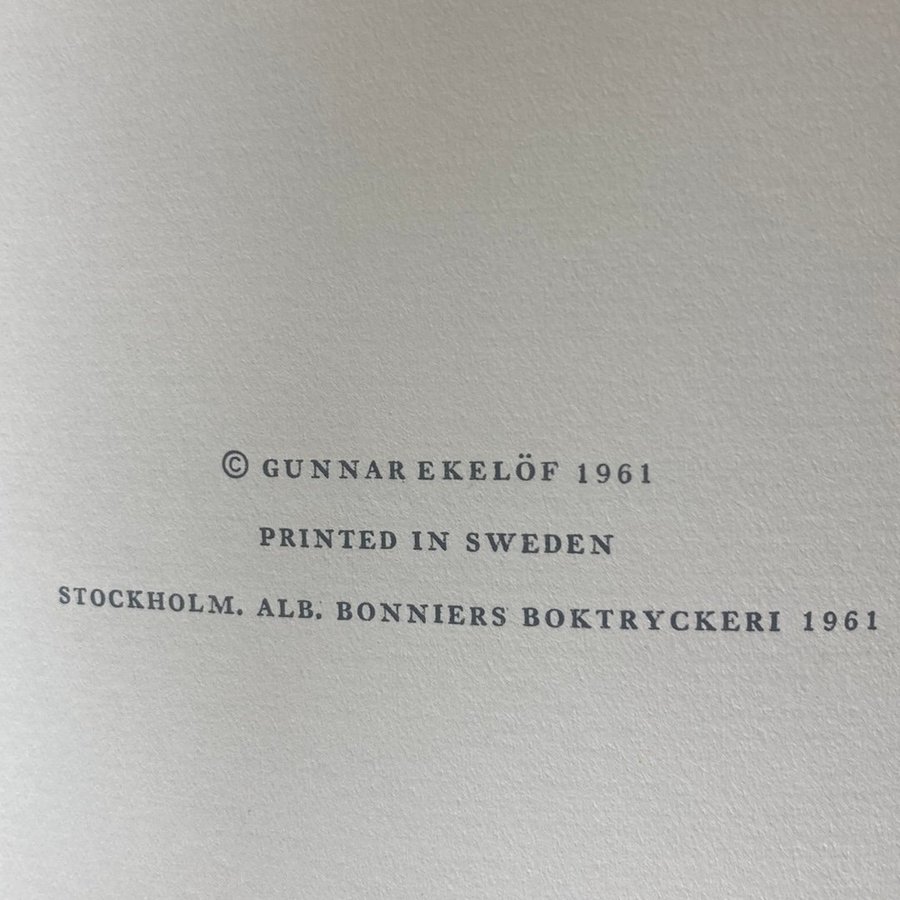 © GUNNAR EKELÖF 1961
PRINTED IN SWEDEN
STOCKHOLM. ALB. BONNIERS BOKTRYCKERI 1961